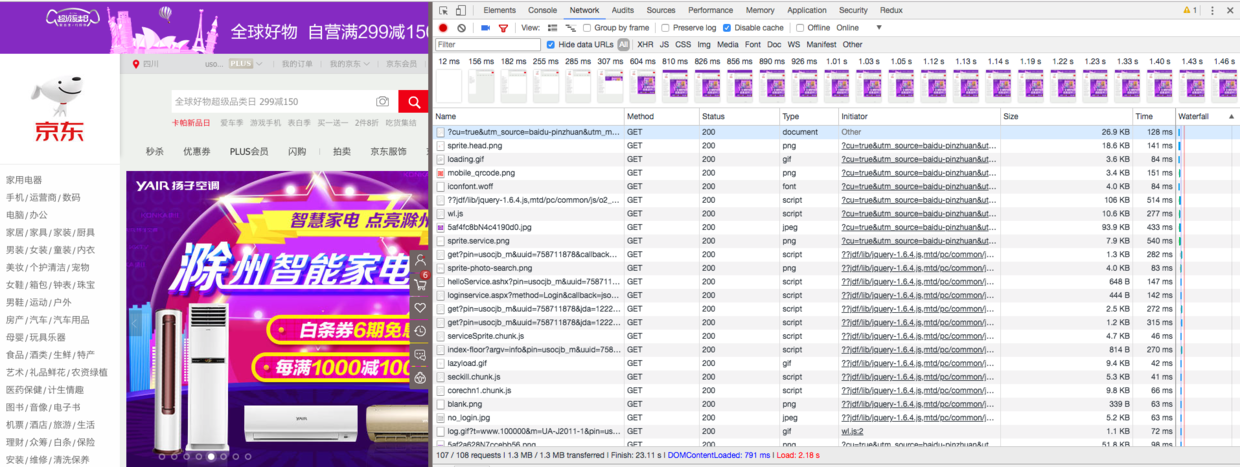 全球好物 自营满299减150
京东
四川
uso...
PLUS
我的订单
我的京东
京东会员
全球好物超级品类日 299减150
卡帕新品日 爱车季 游戏手机 表白季 买一送一 2件8折 吃货集结
秒杀 优惠券 PLUS会员 闪购 拍卖 京东服饰
家用电器
手机/运营商/数码
电脑/办公
家居/家具/家装/厨具
男装/女装/童装/内衣
美妆/个护清洁/宠物
女鞋/箱包/钟表/珠宝
男鞋/运动/户外
房产/汽车/汽车用品
母婴/玩具乐器
食品/酒类/生鲜/特产
艺术/礼品鲜花/农资绿植
医药保健/计生情趣
图书/音像/电子书
机票/酒店/旅游/生活
理财/众筹/白条/保险
安装/维修/清洗保养
YAIR 扬子空调
智慧家电 点亮滁州
滁州智能家电
白条券6期免息
每满1000减100
6
Elements Console Network Audits Sources Performance Memory Application Security Redux 1
View: Group by frame Preserve log Disable cache Offline Online
Filter Hide data URLs All XHR JS CSS Img Media Font Doc WS Manifest Other
12 ms 156 ms 182 ms 255 ms 285 ms 307 ms 604 ms 810 ms 826 ms 856 ms 890 ms 926 ms 1.01 s 1.03 s 1.05 s 1.12 s 1.13 s 1.14 s 1.19 s 1.22 s 1.23 s 1.33 s 1.40 s 1.43 s 1.46 s
Name Method Status Type Initiator Size Time Waterfall
?cu=true&utm_source=baidu-pinzhuan&utm_m... GET 200 document Other 26.9 KB 128 ms
sprite.head.png GET 200 png ?cu=true&utm_source=baidu-pinzhuan&ut... 18.6 KB 141 ms
loading.gif GET 200 gif ?cu=true&utm_source=baidu-pinzhuan&ut... 3.6 KB 84 ms
mobile_qrcode.png GET 200 png ?cu=true&utm_source=baidu-pinzhuan&ut... 3.4 KB 151 ms
iconfont.woff GET 200 font ?cu=true&utm_source=baidu-pinzhuan&ut... 4.0 KB 84 ms
??jdf/lib/jquery-1.6.4.js,mtd/pc/common/js/o2_... GET 200 script ?cu=true&utm_source=baidu-pinzhuan&ut... 106 KB 514 ms
wl.js GET 200 script ?cu=true&utm_source=baidu-pinzhuan&ut... 10.6 KB 277 ms
5af4fc8bN4c4190d0.jpg GET 200 jpeg ?cu=true&utm_source=baidu-pinzhuan&ut... 93.9 KB 433 ms
sprite.service.png GET 200 png ?cu=true&utm_source=baidu-pinzhuan&ut... 7.9 KB 540 ms
get?pin=usocjb_m&uuid=758711878&callback... GET 200 script ??jdf/lib/jquery-1.6.4.js,mtd/pc/common/j... 1.3 KB 282 ms
sprite-photo-search.png GET 200 png ??jdf/lib/jquery-1.6.4.js,mtd/pc/common/j... 4.0 KB 83 ms
helloService.ashx?pin=usocjb_m&uuid=758711... GET 200 script ??jdf/lib/jquery-1.6.4.js,mtd/pc/common/j... 648 B 147 ms
loginservice.aspx?method=Login&callback=jso... GET 200 script ??jdf/lib/jquery-1.6.4.js,mtd/pc/common/j... 444 B 142 ms
get?pin=usocjb_m&uuid=758711878&jda=1222... GET 200 script ??jdf/lib/jquery-1.6.4.js,mtd/pc/common/j... 2.5 KB 272 ms
get?pin=usocjb_m&uuid=758711878&jda=1222... GET 200 script ??jdf/lib/jquery-1.6.4.js,mtd/pc/common/j... 1.2 KB 315 ms
serviceSprite.chunk.js GET 200 script ??jdf/lib/jquery-1.6.4.js,mtd/pc/common/j... 4.7 KB 46 ms
index-floor?argv=info&pin=usocjb_m&uuid=758... GET 200 script ??jdf/lib/jquery-1.6.4.js,mtd/pc/common/j... 814 B 270 ms
lazyload.gif GET 200 gif ??jdf/lib/jquery-1.6.4.js,mtd/pc/common/j... 9.4 KB 42 ms
seckill.chunk.js GET 200 script ??jdf/lib/jquery-1.6.4.js,mtd/pc/common/j... 5.3 KB 41 ms
corechn1.chunk.js GET 200 script ??jdf/lib/jquery-1.6.4.js,mtd/pc/common/j... 9.8 KB 66 ms
blank.png GET 200 png ??jdf/lib/jquery-1.6.4.js,mtd/pc/common/j... 339 B 63 ms
no_login.jpg GET 200 jpeg ??jdf/lib/jquery-1.6.4.js,mtd/pc/common/j... 5.2 KB 63 ms
log.gif?t=www.100000&m=UA-J2011-1&pin=us... GET 200 gif wl.js:2 1.1 KB 72 ms
5af2a628N7ccebb56.png GET 200 png ?cu=true&utm_source=baidu-pinzhuan&ut... 51.8 KB 98 ms
107 / 108 requests | 1.3 MB / 1.3 MB transferred | Finish: 23.11 s | DOMContentLoaded: 791 ms | Load: 2.18 s